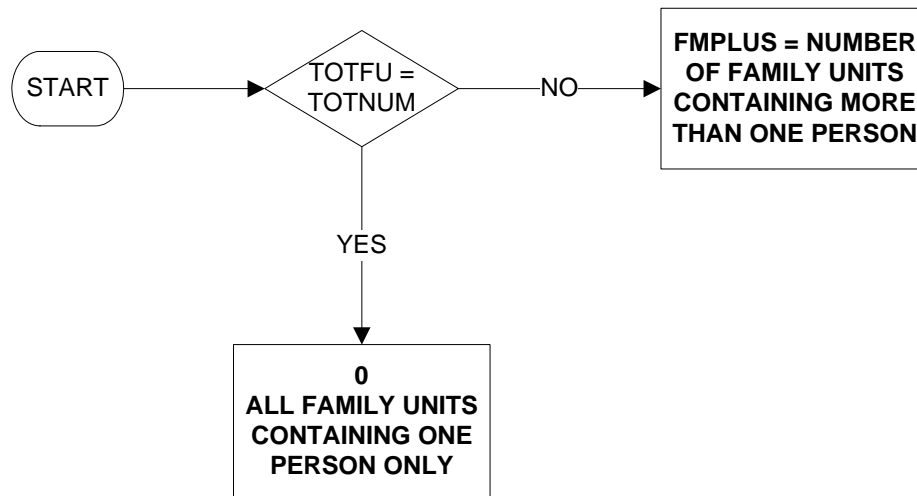 START
TOTFU =
TOTNUM
NO
FMPLUS = NUMBER
OF FAMILY UNITS
CONTAINING MORE
THAN ONE PERSON
YES
0
ALL FAMILY UNITS
CONTAINING ONE
PERSON ONLY